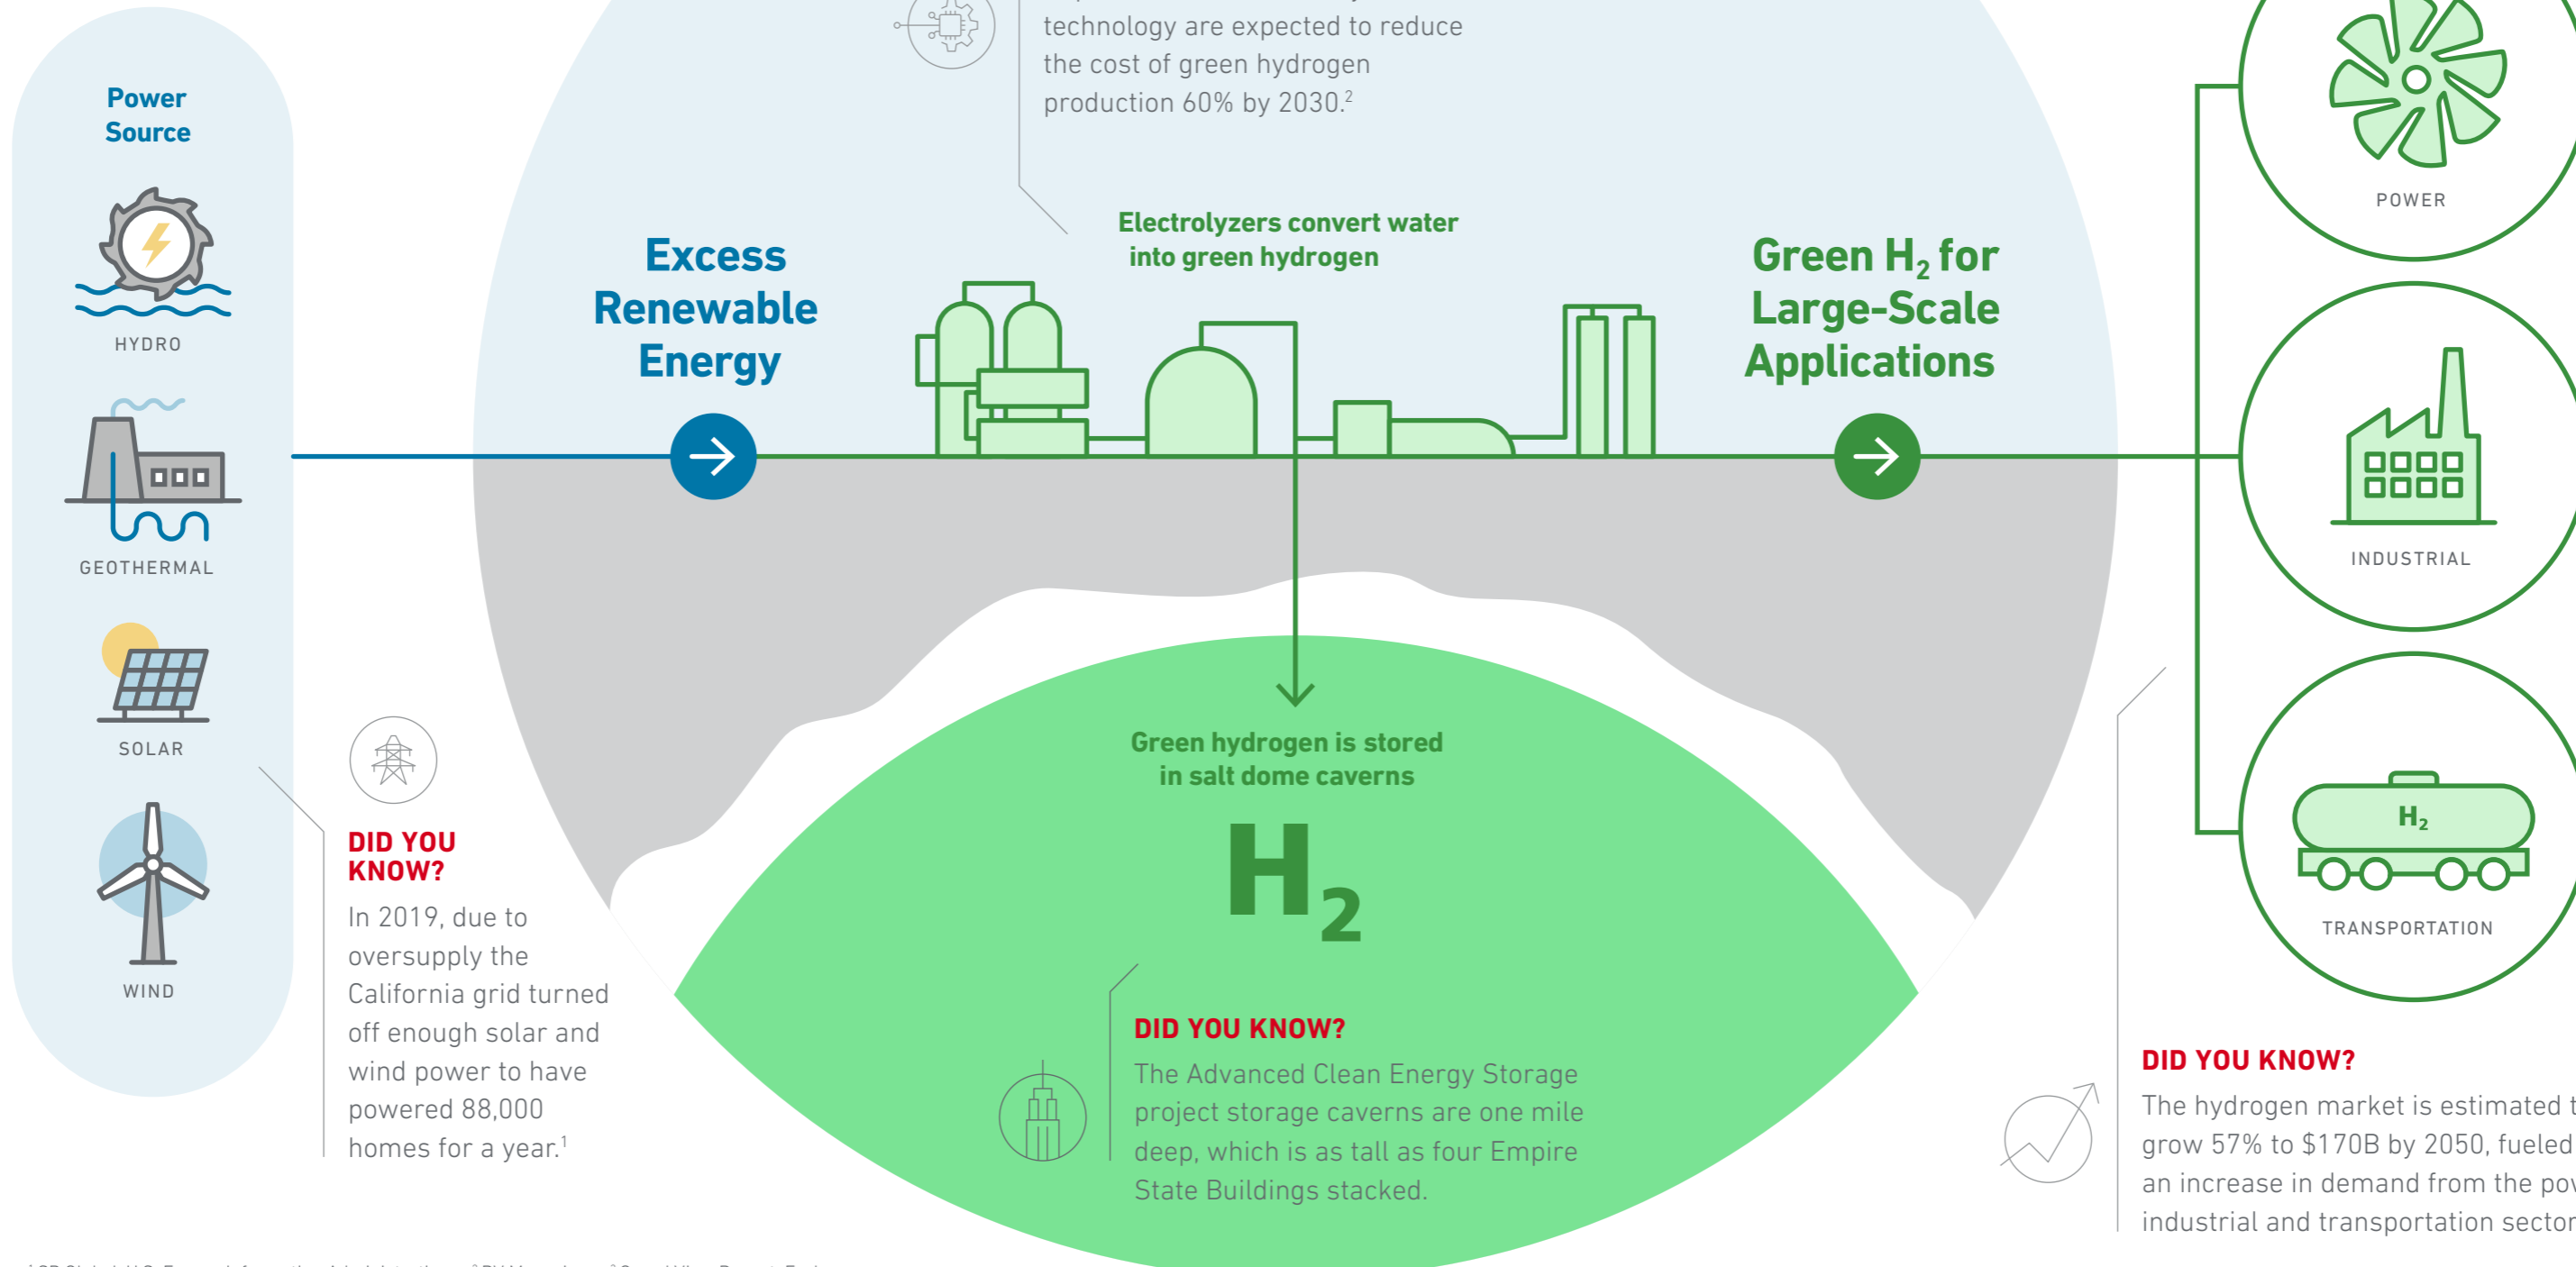 technology are expected to reduce
the cost of green hydrogen
production 60% by 2030.²
Power
Source
HYDRO
GEOTHERMAL
SOLAR
WIND
Excess
Renewable
Energy
Electrolyzers convert water
into green hydrogen
Green H₂ for
Large-Scale
Applications
POWER
INDUSTRIAL
H₂
TRANSPORTATION
Green hydrogen is stored
in salt dome caverns
H₂
DID YOU
KNOW?
In 2019, due to
oversupply the
California grid turned
off enough solar and
wind power to have
powered 88,000
homes for a year.¹
DID YOU KNOW?
The Advanced Clean Energy Storage
project storage caverns are one mile
deep, which is as tall as four Empire
State Buildings stacked.
DID YOU KNOW?
The hydrogen market is estimated
grow 57% to $170B by 2050, fueled
an increase in demand from the
industrial and transportation